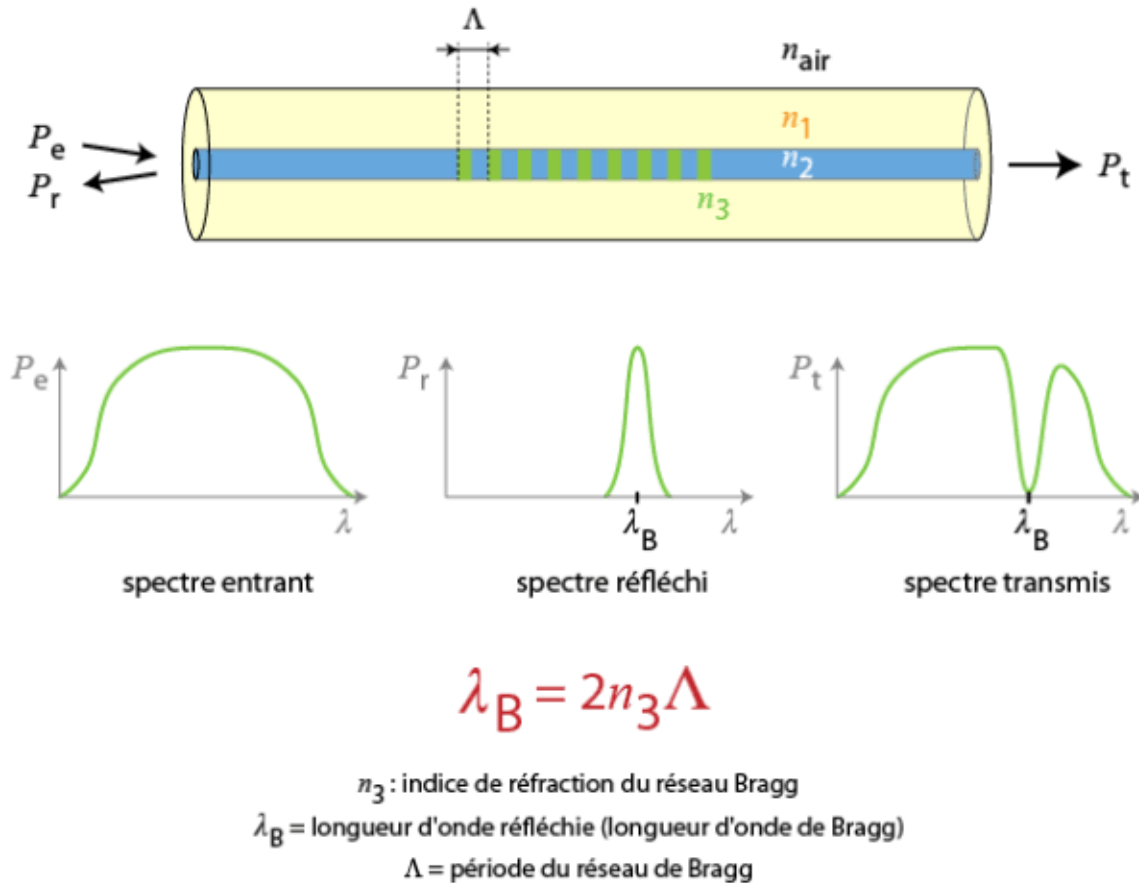 Λ
n_air
n_1
P_e
n_2
P_r
P_t
n_3
P_e
P_r
P_t
λ
λ_B
λ
λ_B
λ
spectre entrant
spectre réfléchi
spectre transmis
λ_B = 2n_3Λ
n_3 : indice de réfraction du réseau Bragg
λ_B = longueur d'onde réfléchie (longueur d'onde de Bragg)
Λ = période du réseau de Bragg